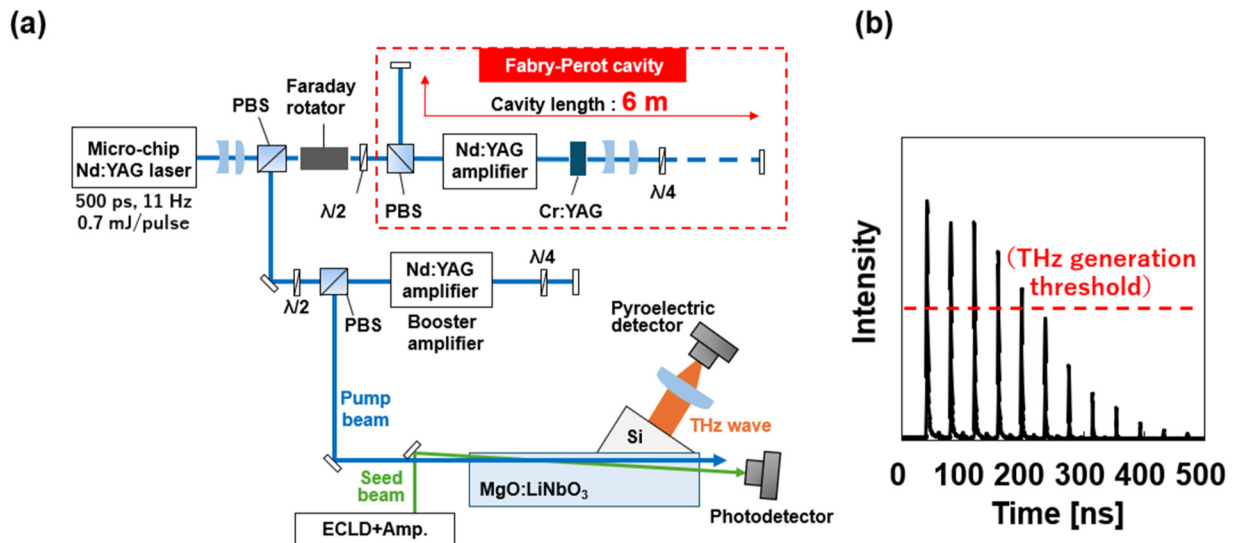 (a)
Fabry-Perot cavity
Cavity length : 6 m
Faraday
rotator
PBS
Micro-chip
Nd:YAG laser
500 ps, 11 Hz
0.7 mJ/pulse
λ/2
PBS
Nd:YAG
amplifier
Cr:YAG
λ/4
λ/2
PBS
Nd:YAG
amplifier
Booster
amplifier
λ/4
Pyroelectric
detector
Pump
beam
THz wave
Si
Seed
beam
MgO:LiNbO₃
Photodetector
ECLD+Amp.
(b)
Intensity
(THz generation
threshold)
0 100 200 300 400 500
Time [ns]